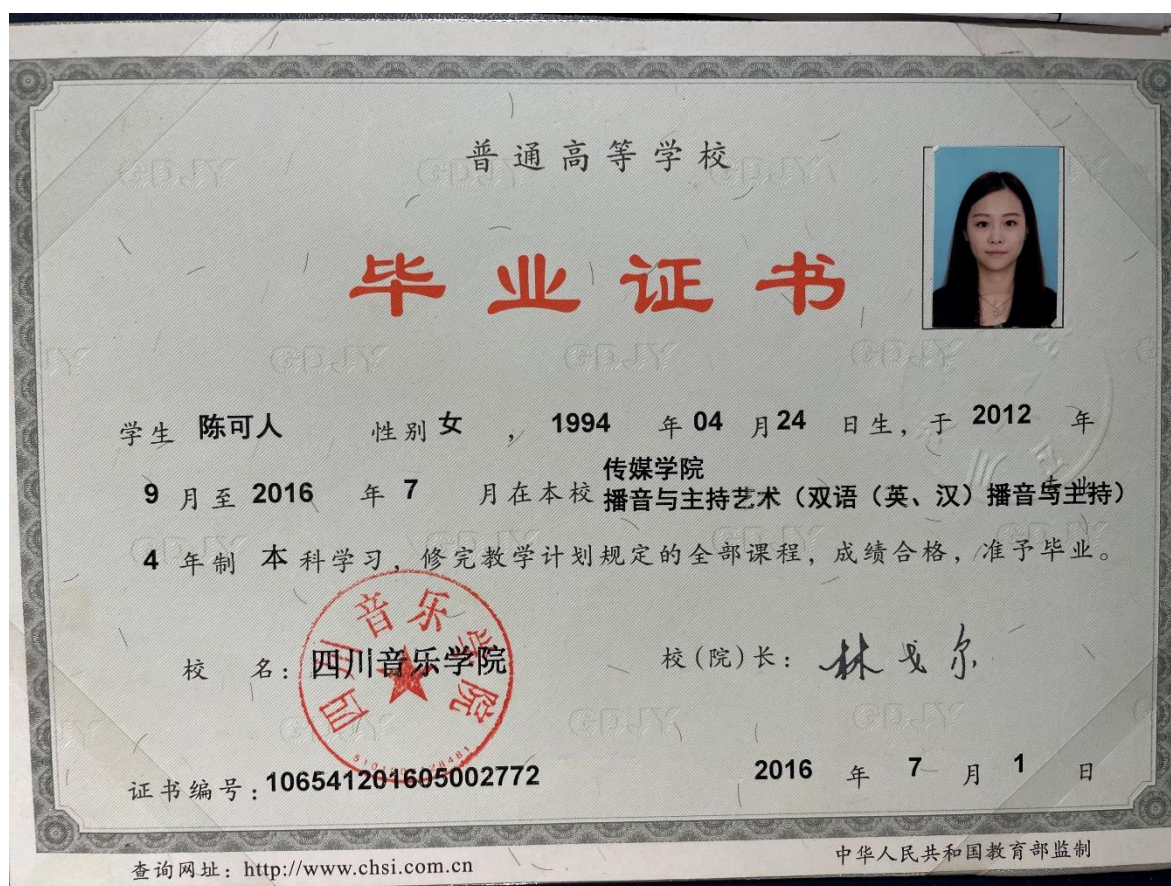 普通高等学校
毕业证书
学生 陈可人 性别 女 ，1994 年 04 月 24 日生，于 2012 年
9 月至 2016 年 7 月在本校 传媒学院
播音与主持艺术（双语（英、汉）播音与主持） 专业
4 年制 本 科学习，修完教学计划规定的全部课程，成绩合格，准予毕业。
校 名：四川音乐学院
四川音乐学院
校(院)长：林戈尔
证书编号：106541201605002772
2016 年 7 月 1 日
查询网址：http://www.chsi.com.cn
中华人民共和国教育部监制
GDJY